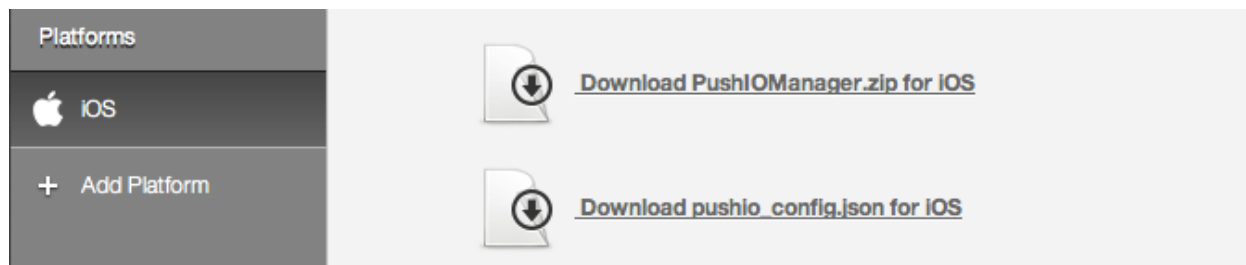 Platforms
iOS
+ Add Platform
Download PushIOManager.zip for iOS
Download pushio_config.json for iOS